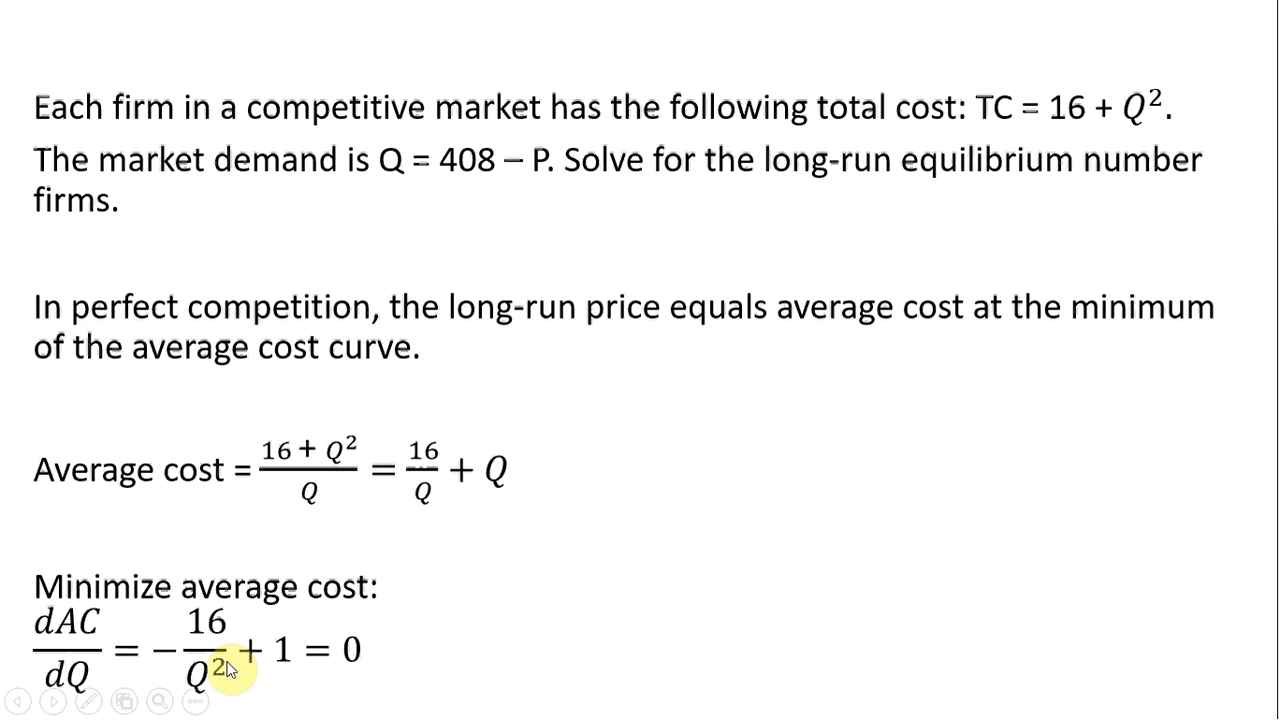 Each firm in a competitive market has the following total cost: TC = 16 + Q².
The market demand is Q = 408 – P. Solve for the long-run equilibrium number
firms.
In perfect competition, the long-run price equals average cost at the minimum
of the average cost curve.
Average cost = (16 + Q²)/Q = 16/Q + Q
Minimize average cost:
dAC/dQ = −16/Q² + 1 = 0